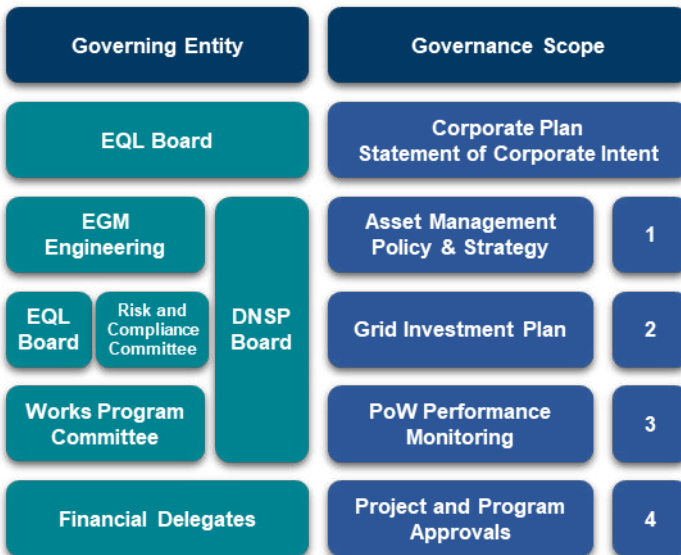 Governing Entity
Governance Scope
EQL Board
Corporate Plan
Statement of Corporate Intent
EGM
Engineering
DNSP
Board
Asset Management
Policy & Strategy
1
EQL
Board
Risk and
Compliance
Committee
Grid Investment Plan
2
Works Program
Committee
PoW Performance
Monitoring
3
Financial Delegates
Project and Program
Approvals
4